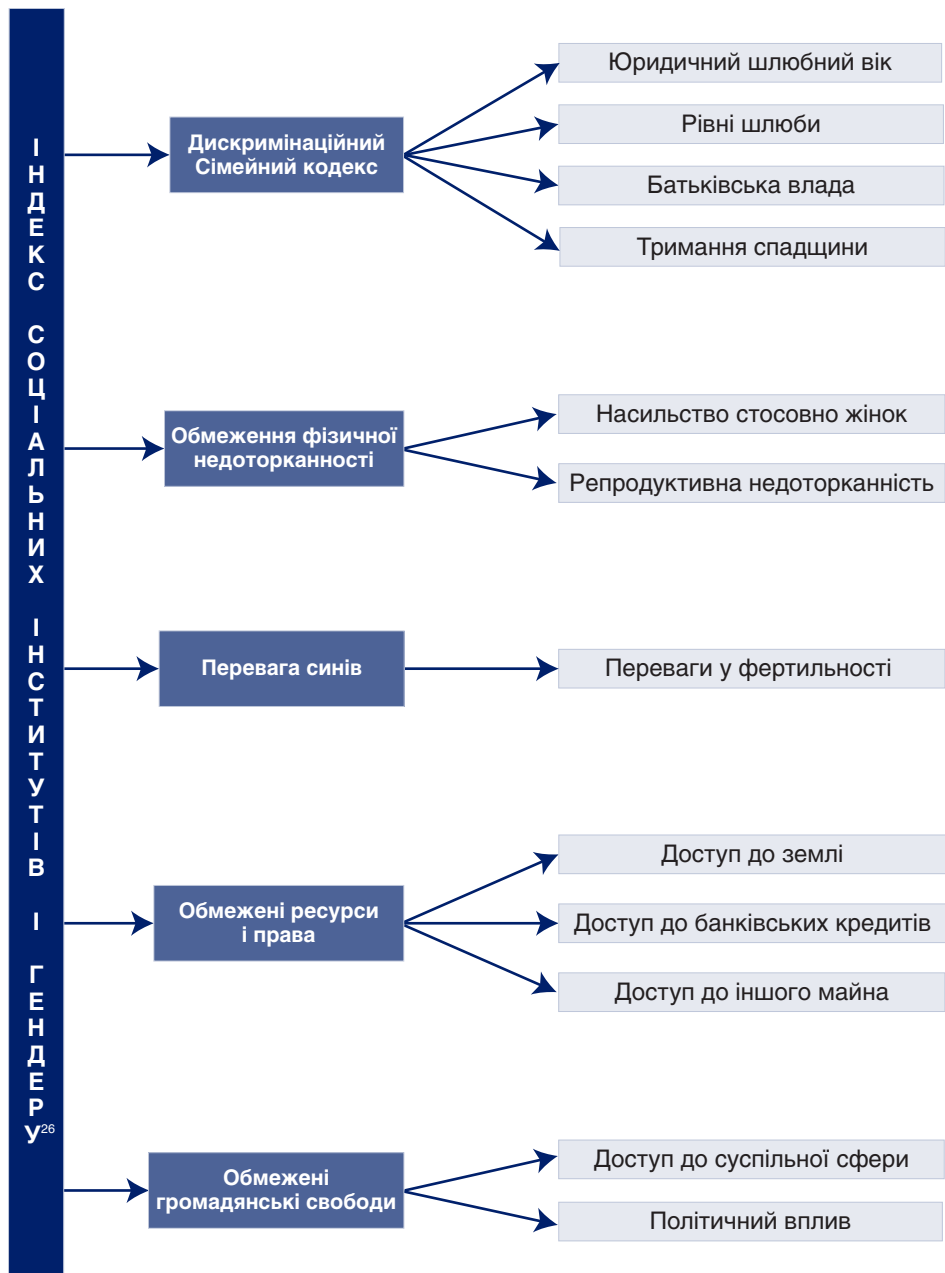 ІНДЕКС СОЦІАЛЬНИХ ІНСТИТУТІВ І ГЕНДЕРУ26
Дискримінаційний
Сімейний кодекс
Юридичний шлюбний вік
Рівні шлюби
Батьківська влада
Тримання спадщини
Обмеження фізичної
недоторканності
Насильство стосовно жінок
Репродуктивна недоторканність
Перевага синів
Переваги у фертильності
Обмежені ресурси
і права
Доступ до землі
Доступ до банківських кредитів
Доступ до іншого майна
Обмежені
громадянські свободи
Доступ до суспільної сфери
Політичний вплив